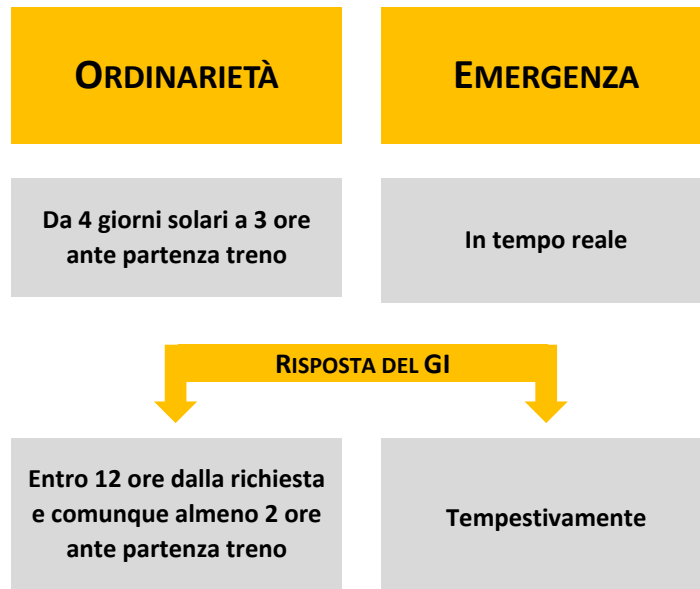 ORDINARIETÀ
EMERGENZA
Da 4 giorni solari a 3 ore
ante partenza treno
In tempo reale
RISPOSTA DEL GI
Entro 12 ore dalla richiesta
e comunque almeno 2 ore
ante partenza treno
Tempestivamente